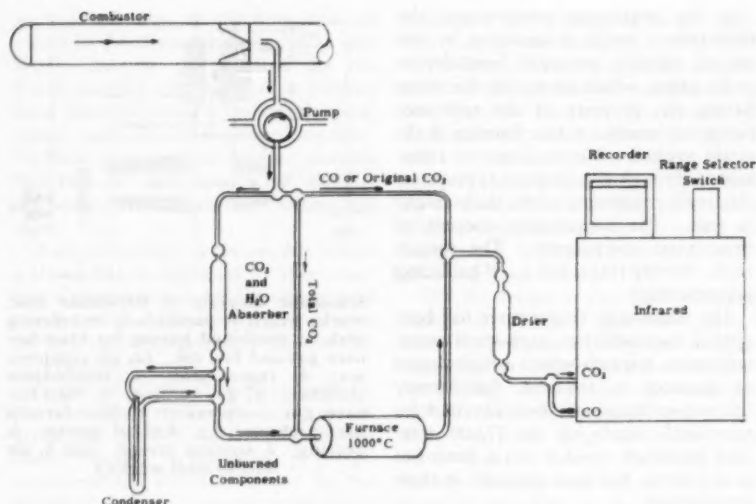 Combustor
Pump
CO or Original CO₂
Recorder
Range Selector
Switch
CO₂
and
H₂O
Absorber
Total CO₂
Drier
Infrared
CO₂
CO
Furnace
1000°C
Unburned
Components
Condenser